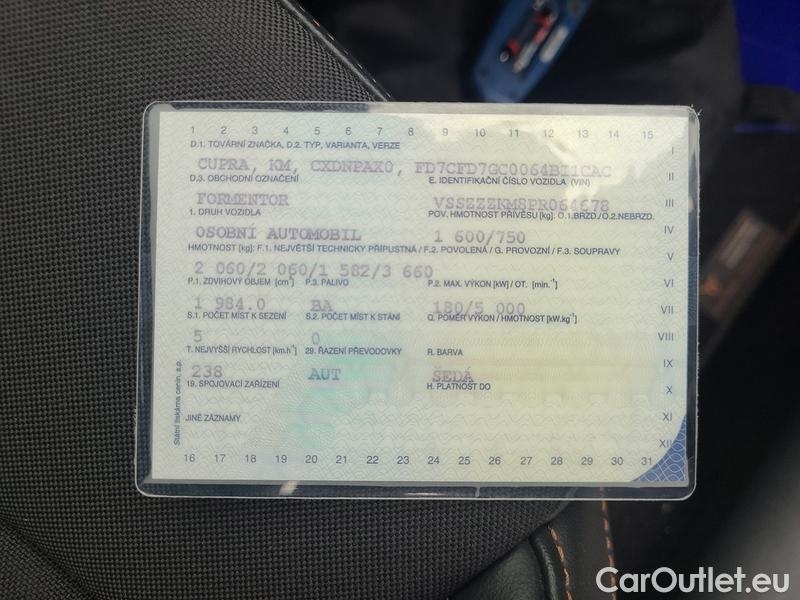 1 2 3 4 5 6 7 8 9 10 11 12 13 14 15
D.1. TOVÁRNÍ ZNAČKA, D.2. TYP, VARIANTA, VERZE I
CUPRA, KM, CXDNPAX0, FD7CFD7GC0064BI1CAC
D.3. OBCHODNÍ OZNAČENÍ E. IDENTIFIKAČNÍ ČÍSLO VOZIDLA (VIN) II
FORMENTOR VSSZZZKM8PR064678 III
1. DRUH VOZIDLA POV. HMOTNOST PŘÍVĚSU [kg]: O.1.BRZD./O.2.NEBRZD.
OSOBNÍ AUTOMOBIL 1 600/750 IV
HMOTNOST [kg]: F.1. NEJVĚTŠÍ TECHNICKY PŘÍPUSTNÁ / F.2. POVOLENÁ / G. PROVOZNÍ / F.3. SOUPRAVY V
2 060/2 060/1 582/3 660
P.1. ZDVIHOVÝ OBJEM [cm³] P.3. PALIVO P.2. MAX. VÝKON [kW] / OT. [min.⁻¹] VI
1 984.0 BA 180/5 000 VII
S.1. POČET MÍST K SEZENÍ S.2. POČET MÍST K STÁNÍ Q. POMĚR VÝKON / HMOTNOST [kW.kg⁻¹]
5 0 VIII
T. NEJVYŠŠÍ RYCHLOST [km.h⁻¹] 29. ŘAZENÍ PŘEVODOVKY R. BARVA
238 AUT ŠEDÁ IX
19. SPOJOVACÍ ZAŘÍZENÍ H. PLATNOST DO X
JINÉ ZÁZNAMY XI
XII
16 17 18 19 20 21 22 23 24 25 26 27 28 29 30 31
Státní tiskárna cenin, s.p.
CarOutlet.eu